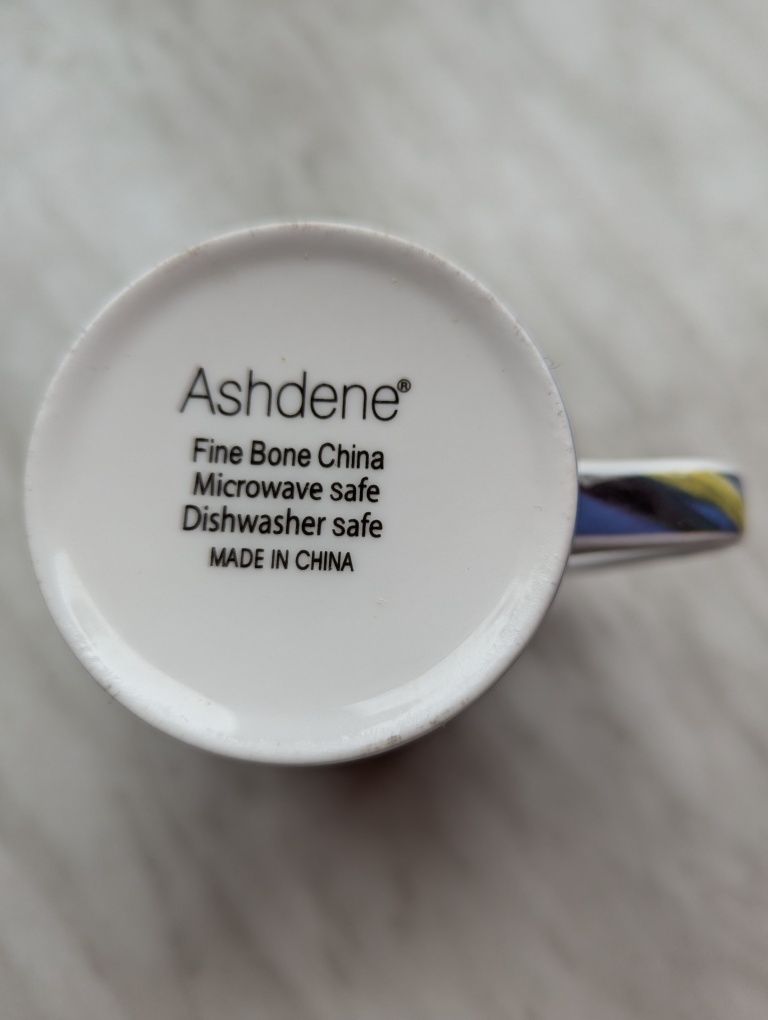 Ashdene®
Fine Bone China
Microwave safe
Dishwasher safe
MADE IN CHINA